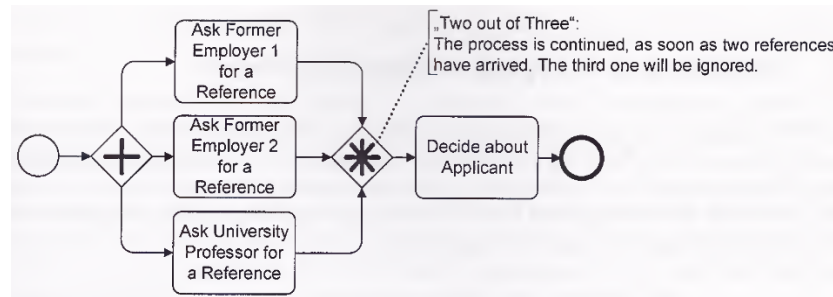 Ask Former
Employer 1
for a
Reference
„Two out of Three“:
The process is continued, as soon as two references
have arrived. The third one will be ignored.
Ask Former
Employer 2
for a
Reference
Decide about
Applicant
Ask University
Professor for
a Reference